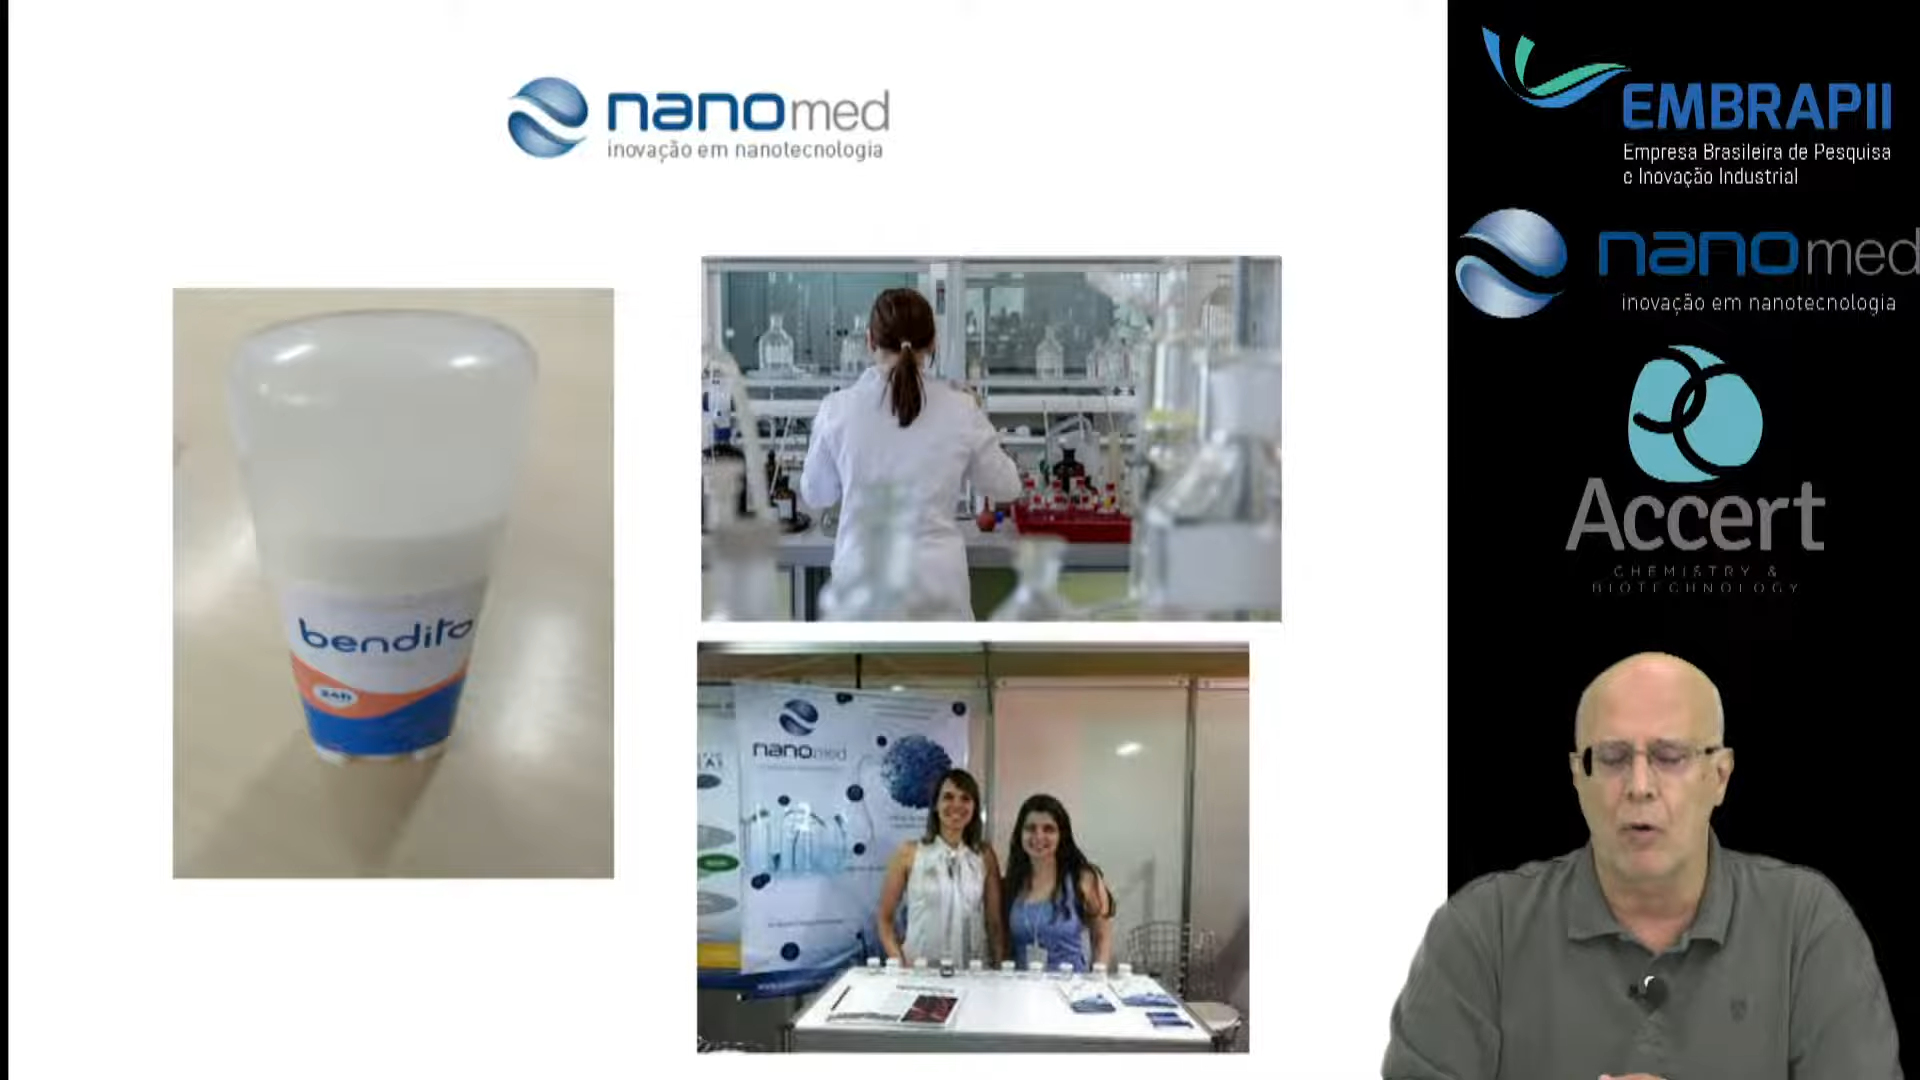 nanomed
inovação em nanotecnologia
bendito
24h
nanomed
EMBRAPII
Empresa Brasileira de Pesquisa
e Inovação Industrial
nanomed
inovação em nanotecnologia
Accert
CHEMISTRY &
BIOTECHNOLOGY